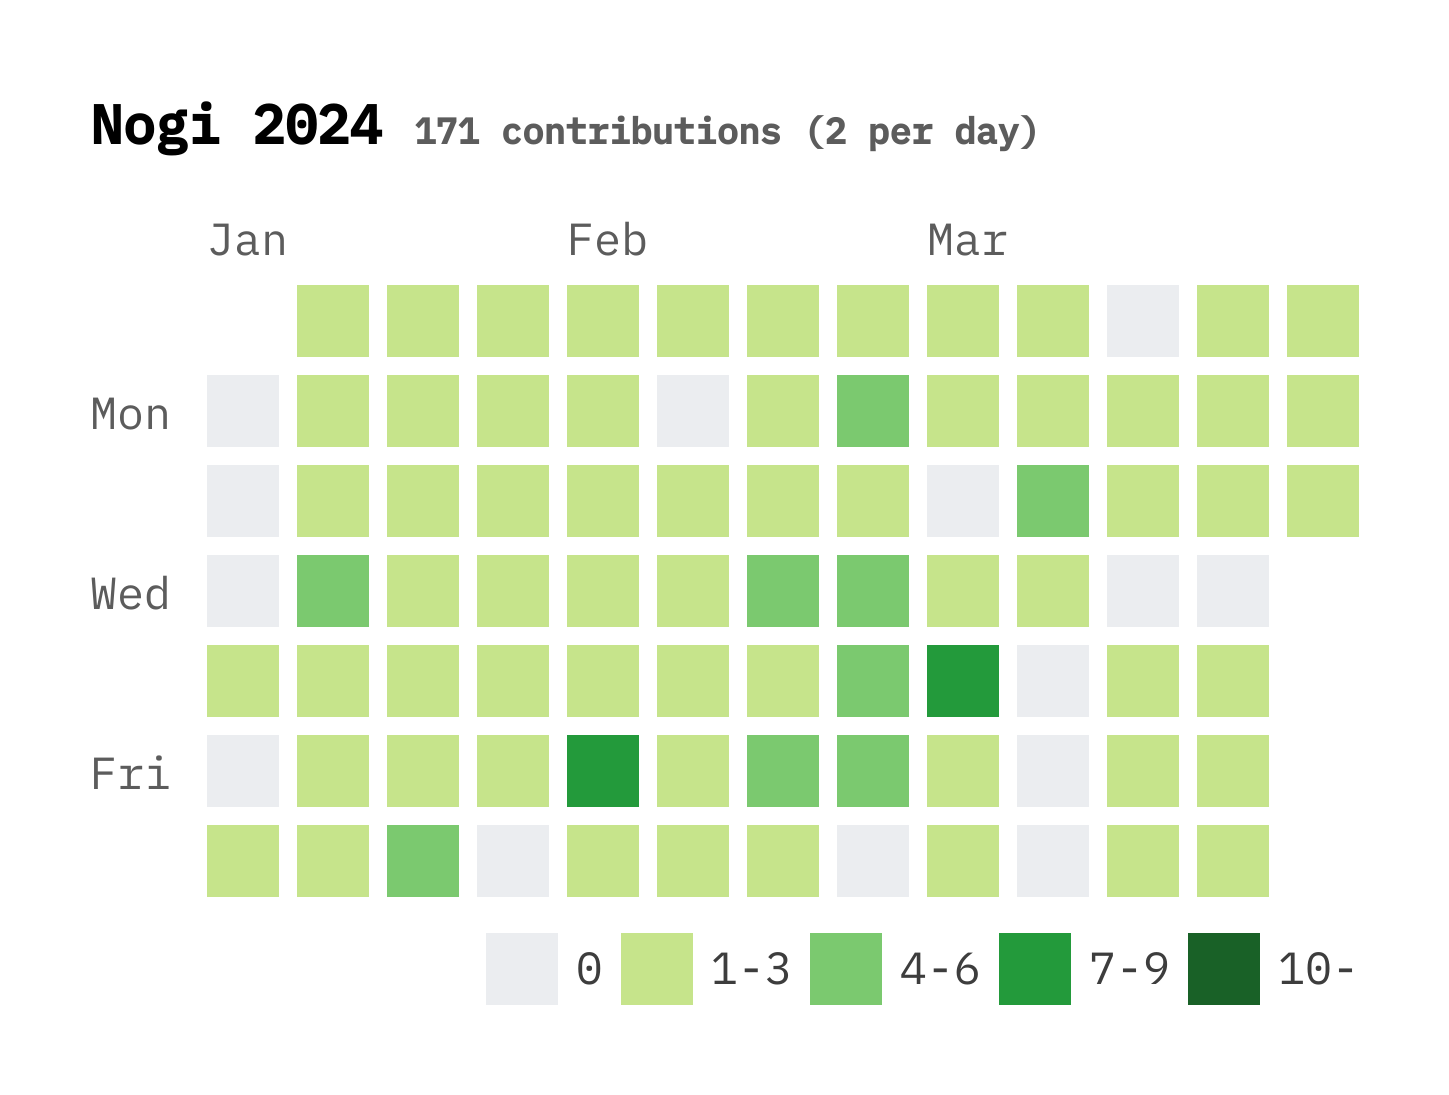 Nogi 2024 171 contributions (2 per day)
Jan Feb Mar
Mon
Wed
Fri
0 1-3 4-6 7-9 10-